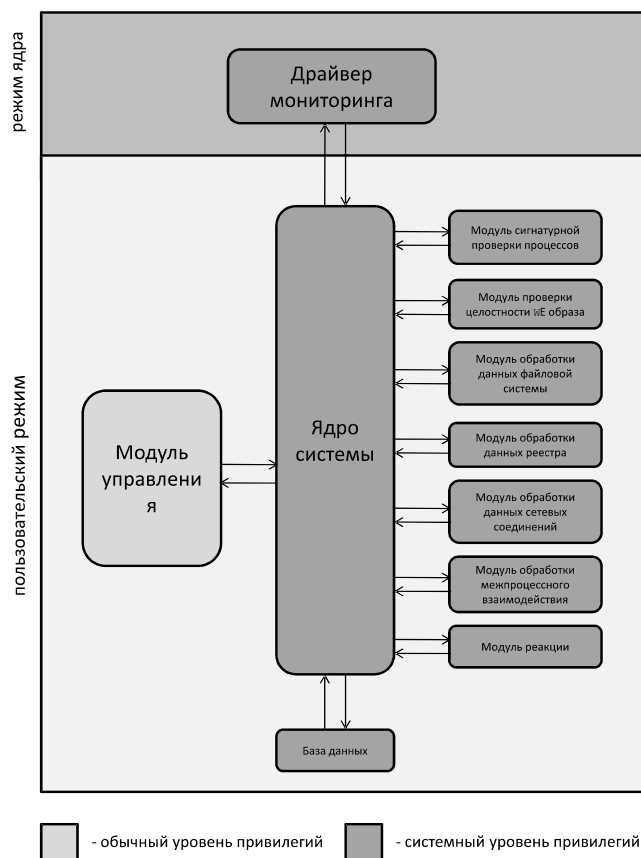 режим ядра
Драйвер
мониторинга
пользовательский режим
Модуль
управлени
я
Ядро
системы
Модуль сигнатурной
проверки процессов
Модуль проверки
целостности WE образа
Модуль обработки
данных файловой
системы
Модуль обработки
данных реестра
Модуль обработки
данных сетевых
соединений
Модуль обработки
межпроцессного
взаимодействия
Модуль реакции
База данных
- обычный уровень привилегий
- системный уровень привилегий